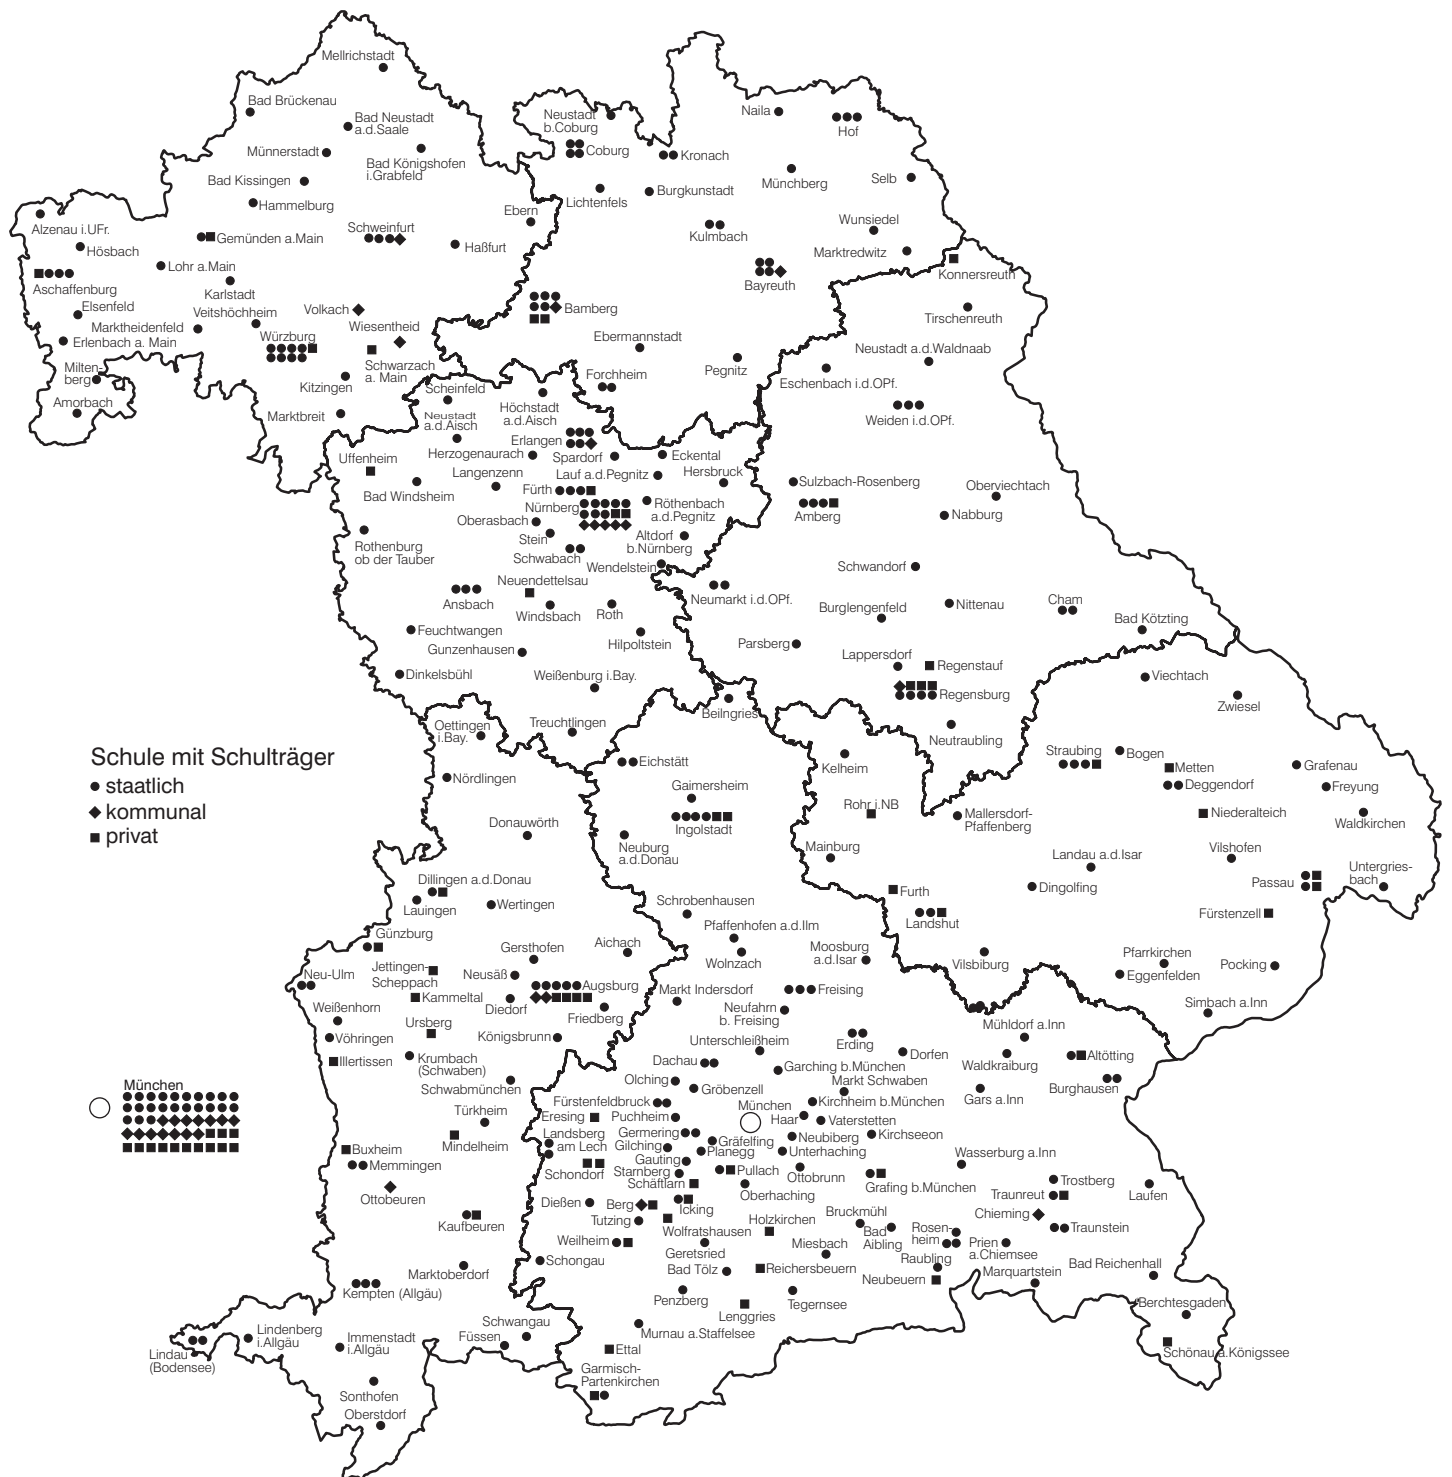 Mellrichstadt
Bad Brückenau
Bad Neustadt
a.d.Saale
Münnerstadt
Bad Königshofen
i.Grabfeld
Bad Kissingen
Hammelburg
Ebern
Alzenau i.UFr.
Hösbach
Gemünden a.Main
Schweinfurt
Haßfurt
Lohr a.Main
Aschaffenburg
Karlstadt
Elsenfeld
Veitshöchheim
Volkach
Marktheidenfeld
Wiesentheid
Erlenbach a. Main
Würzburg
Schwarzach
a. Main
Milten-
berg
Kitzingen
Amorbach
Marktbreit
Neustadt
b.Coburg
Coburg
Kronach
Naila
Hof
Münchberg
Selb
Lichtenfels
Burgkunstadt
Kulmbach
Wunsiedel
Marktredwitz
Bayreuth
Bamberg
Ebermannstadt
Pegnitz
Forchheim
Konnersreuth
Tirschenreuth
Neustadt a.d.Waldnaab
Eschenbach i.d.OPf.
Weiden i.d.OPf.
Sulzbach-Rosenberg
Oberviechtach
Amberg
Nabburg
Schwandorf
Neumarkt i.d.OPf.
Burglengenfeld
Nittenau
Cham
Bad Kötzting
Parsberg
Lappersdorf
Regenstauf
Regensburg
Neutraubling
Scheinfeld
Höchstadt
a.d.Aisch
Neustadt
a.d.Aisch
Erlangen
Herzogenaurach
Spardorf
Eckental
Uffenheim
Langenzenn
Lauf a.d.Pegnitz
Hersbruck
Bad Windsheim
Fürth
Nürnberg
Röthenbach
a.d.Pegnitz
Oberasbach
Stein
Altdorf
b.Nürnberg
Rothenburg
ob der Tauber
Schwabach
Wendelstein
Neuendettelsau
Ansbach
Windsbach
Roth
Feuchtwangen
Gunzenhausen
Hilpoltstein
Dinkelsbühl
Weißenburg i.Bay.
Treuchtlingen
Beilngries
Viechtach
Zwiesel
Kelheim
Straubing
Bogen
Metten
Deggendorf
Grafenau
Freyung
Rohr i.NB
Mallersdorf-
Pfaffenberg
Niederalteich
Waldkirchen
Mainburg
Landau a.d.Isar
Vilshofen
Furth
Dingolfing
Passau
Untergries-
bach
Landshut
Fürstenzell
Vilsbiburg
Pfarrkirchen
Eggenfelden
Pocking
Simbach a.Inn
Schule mit Schulträger
staatlich
kommunal
privat
Oettingen
i.Bay.
Nördlingen
Donauwörth
Dillingen a.d.Donau
Lauingen
Wertingen
Günzburg
Gersthofen
Aichach
Neu-Ulm
Jettingen-
Scheppach
Neusäß
Augsburg
Kammeltal
Diedorf
Friedberg
Weißenhorn
Ursberg
Königsbrunn
Vöhringen
Illertissen
Krumbach
(Schwaben)
Schwabmünchen
Türkheim
Mindelheim
Buxheim
Memmingen
Ottobeuren
Kaufbeuren
Marktoberdorf
Kempten (Allgäu)
Lindau
(Bodensee)
Lindenberg
i.Allgäu
Immenstadt
i.Allgäu
Schwangau
Füssen
Sonthofen
Oberstdorf
München
Eichstätt
Gaimersheim
Ingolstadt
Neuburg
a.d.Donau
Schrobenhausen
Pfaffenhofen a.d.Ilm
Wolnzach
Moosburg
a.d.Isar
Markt Indersdorf
Freising
Neufahrn
b. Freising
Unterschleißheim
Erding
Dorfen
Mühldorf a.Inn
Waldkraiburg
Altötting
Burghausen
Dachau
Garching b.München
Olching
Gröbenzell
Markt Schwaben
Gars a.Inn
Fürstenfeldbruck
München
Kirchheim b.München
Eresing
Puchheim
Haar
Vaterstetten
Landsberg
am Lech
Germering
Gräfelfing
Neubiberg
Kirchseeon
Gilching
Planegg
Unterhaching
Gauting
Wasserburg a.Inn
Schondorf
Starnberg
Pullach
Ottobrunn
Schäftlarn
Oberhaching
Grafing b.München
Trostberg
Traunreut
Laufen
Dießen
Berg
Icking
Chieming
Tutzing
Wolfratshausen
Holzkirchen
Bruckmühl
Bad
Aibling
Rosen-
heim
Traunstein
Weilheim
Geretsried
Miesbach
Prien
a.Chiemsee
Schongau
Bad Tölz
Reichersbeuern
Raubling
Bad Reichenhall
Neubeuern
Marquartstein
Penzberg
Tegernsee
Lenggries
Berchtesgaden
Murnau a.Staffelsee
Ettal
Schönau a.Königssee
Garmisch-
Partenkirchen